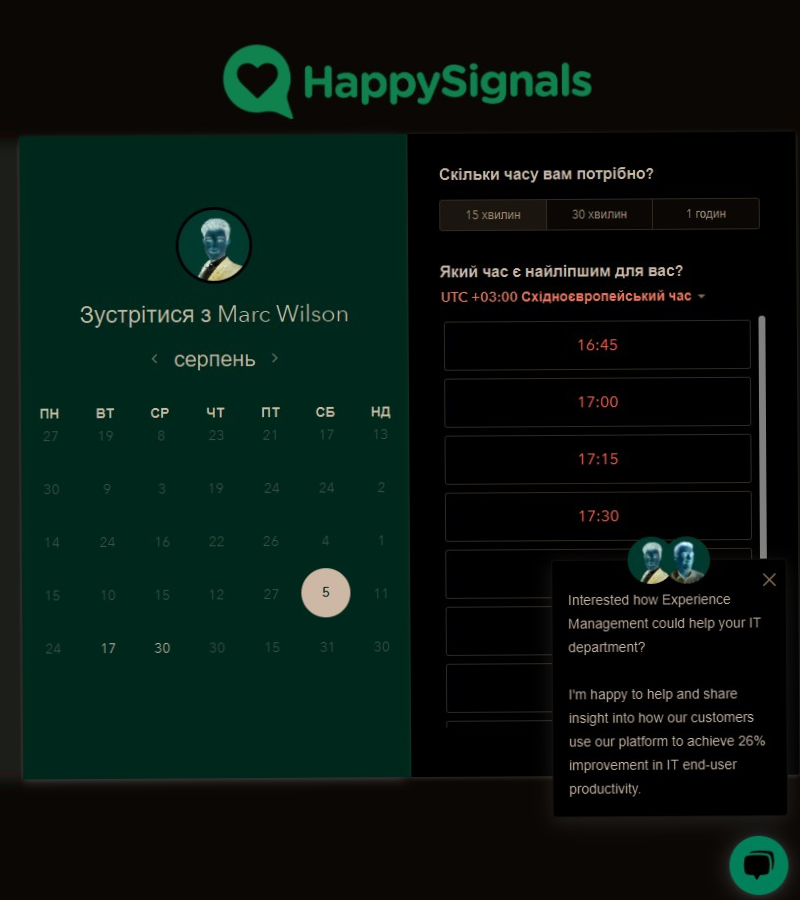 HappySignals
Зустрітися з Marc Wilson
серпень
ПН ВТ СР ЧТ ПТ СБ НД
27 19 8 23 21 17 13
30 9 3 19 24 24 2
14 24 16 22 26 4 1
15 10 15 12 27 5 11
24 17 30 30 15 31 30
Скільки часу вам потрібно?
15 хвилин 30 хвилин 1 годин
Який час є найліпшим для вас?
UTC +03:00 Східноєвропейський час
16:45
17:00
17:15
17:30
Interested how Experience
Management could help your IT
department?
I'm happy to help and share
insight into how our customers
use our platform to achieve 26%
improvement in IT end-user
productivity.